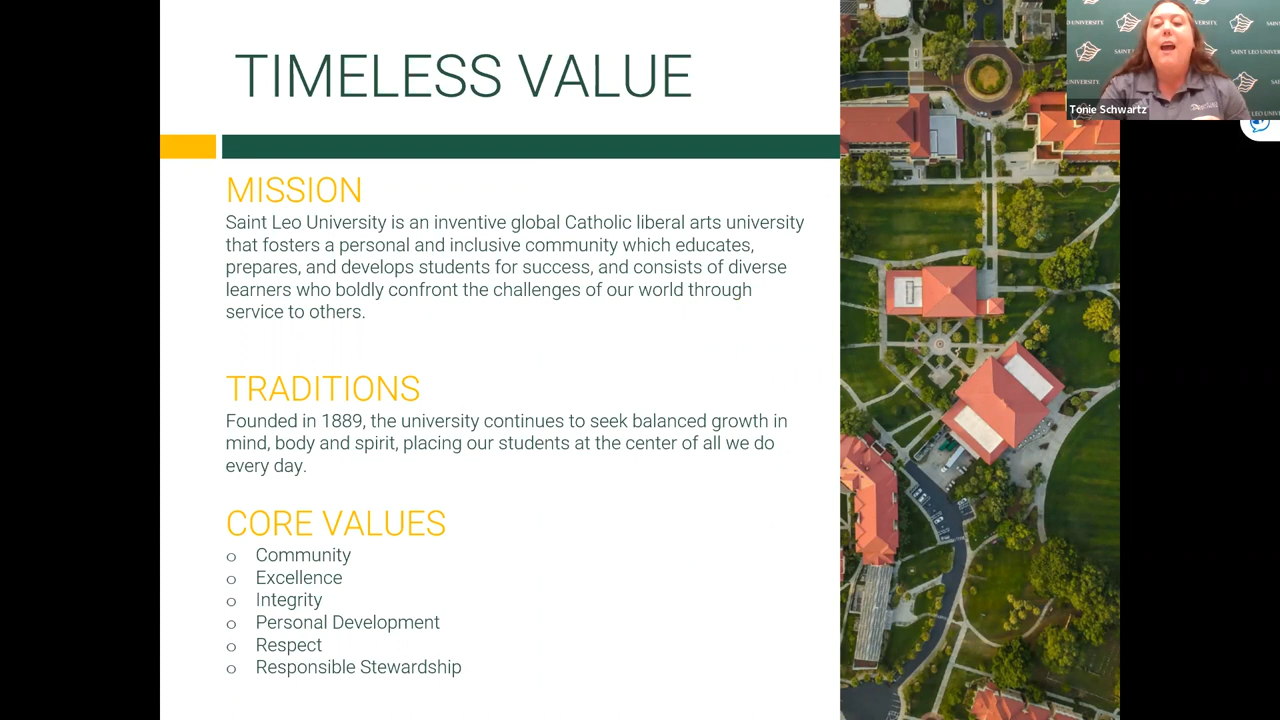 TIMELESS VALUE
MISSION
Saint Leo University is an inventive global Catholic liberal arts university
that fosters a personal and inclusive community which educates,
prepares, and develops students for success, and consists of diverse
learners who boldly confront the challenges of our world through
service to others.
TRADITIONS
Founded in 1889, the university continues to seek balanced growth in
mind, body and spirit, placing our students at the center of all we do
every day.
CORE VALUES
o Community
o Excellence
o Integrity
o Personal Development
o Respect
o Responsible Stewardship
SAINT LEO UNIVERSITY
Tonie Schwartz